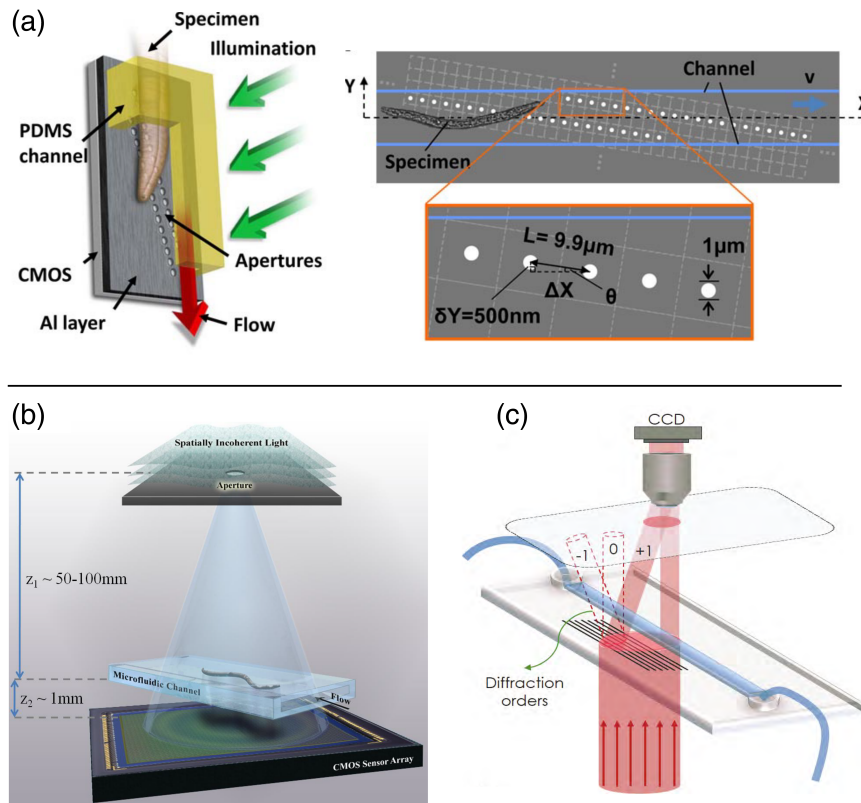 (a)
Specimen
Illumination
PDMS
channel
CMOS
Al layer
Apertures
Flow
Y
Channel
v
X
Specimen
L= 9.9μm
1μm
ΔX
θ
δY=500nm
(b)
Spatially Incoherent Light
Aperture
z₁ ~ 50-100mm
Microfluidic Channel
Flow
z₂ ~ 1mm
CMOS Sensor Array
(c)
CCD
-1
0
+1
Diffraction
orders